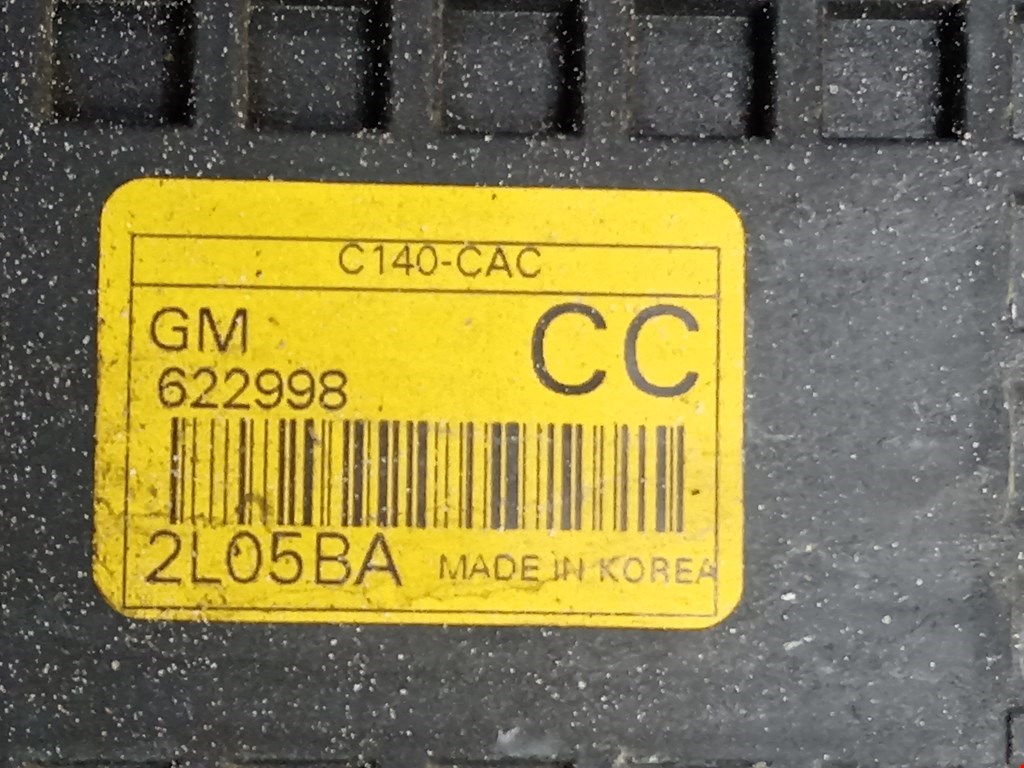 C140-CAC
GM
CC
622998
2L05BA MADE IN KOREA